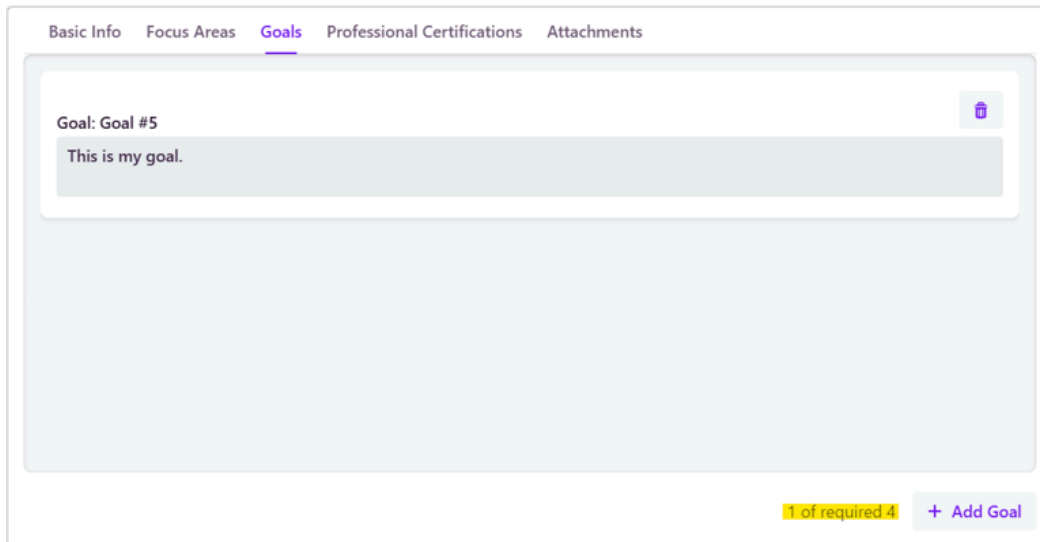 Basic Info Focus Areas Goals Professional Certifications Attachments
Goal: Goal #5
This is my goal.
1 of required 4 + Add Goal